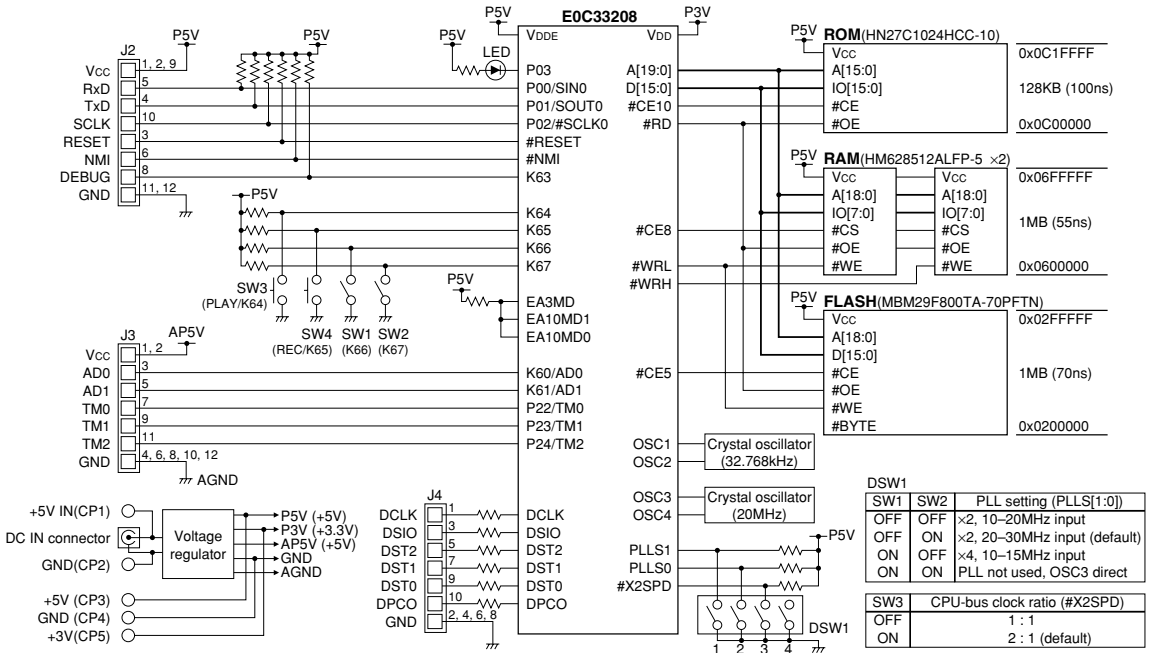 E0C33208
P5V
VDDE
VDD
P3V
J2
P5V
P5V
P5V
LED
VCC 1, 2, 9
RxD 5
TxD 4
SCLK 10
RESET 3
NMI 6
DEBUG 8
GND 11, 12
P03
P00/SIN0
P01/SOUT0
P02/#SCLK0
#RESET
#NMI
K63
P5V
K64
K65
K66
K67
SW3
(PLAY/K64)
SW4
(REC/K65)
SW1
(K66)
SW2
(K67)
P5V
EA3MD
EA10MD1
EA10MD0
J3
AP5V
VCC 1, 2
AD0 3
AD1 5
TM0 7
TM1 9
TM2 11
GND 4, 6, 8, 10, 12
AGND
K60/AD0
K61/AD1
P22/TM0
P23/TM1
P24/TM2
+5V IN(CP1)
DC IN connector
GND(CP2)
Voltage
regulator
P5V (+5V)
P3V (+3.3V)
AP5V (+5V)
GND
AGND
+5V (CP3)
GND (CP4)
+3V(CP5)
J4
DCLK 1 DCLK
DSIO 3 DSIO
DST2 5 DST2
DST1 7 DST1
DST0 9 DST0
DPCO 10 DPCO
GND 2, 4, 6, 8
A[19:0]
D[15:0]
#CE10
#RD
#CE8
#WRL
#WRH
#CE5
OSC1
OSC2
Crystal oscillator
(32.768kHz)
OSC3
OSC4
Crystal oscillator
(20MHz)
PLLS1
PLLS0
#X2SPD
P5V
DSW1
1 2 3 4
P5V
ROM(HN27C1024HCC-10)
VCC
A[15:0]
IO[15:0]
#CE
#OE
0x0C1FFFF
128KB (100ns)
0x0C00000
P5V
RAM(HM628512ALFP-5 ×2)
VCC VCC
A[18:0] A[18:0]
IO[7:0] IO[7:0]
#CS #CS
#OE #OE
#WE #WE
0x06FFFFF
1MB (55ns)
0x0600000
P5V
FLASH(MBM29F800TA-70PFTN)
VCC
A[18:0]
D[15:0]
#CE
#OE
#WE
#BYTE
0x02FFFFF
1MB (70ns)
0x0200000
DSW1
SW1 SW2 PLL setting (PLLS[1:0])
OFF OFF ×2, 10–20MHz input
OFF ON ×2, 20–30MHz input (default)
ON OFF ×4, 10–15MHz input
ON ON PLL not used, OSC3 direct
SW3 CPU-bus clock ratio (#X2SPD)
OFF 1 : 1
ON 2 : 1 (default)